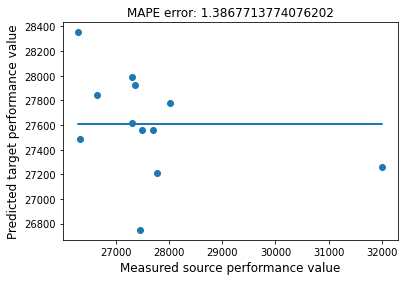 MAPE error: 1.3867713774076202
28400
28200
28000
27800
27600
27400
27200
27000
26800
Predicted target performance value
27000 28000 29000 30000 31000 32000
Measured source performance value